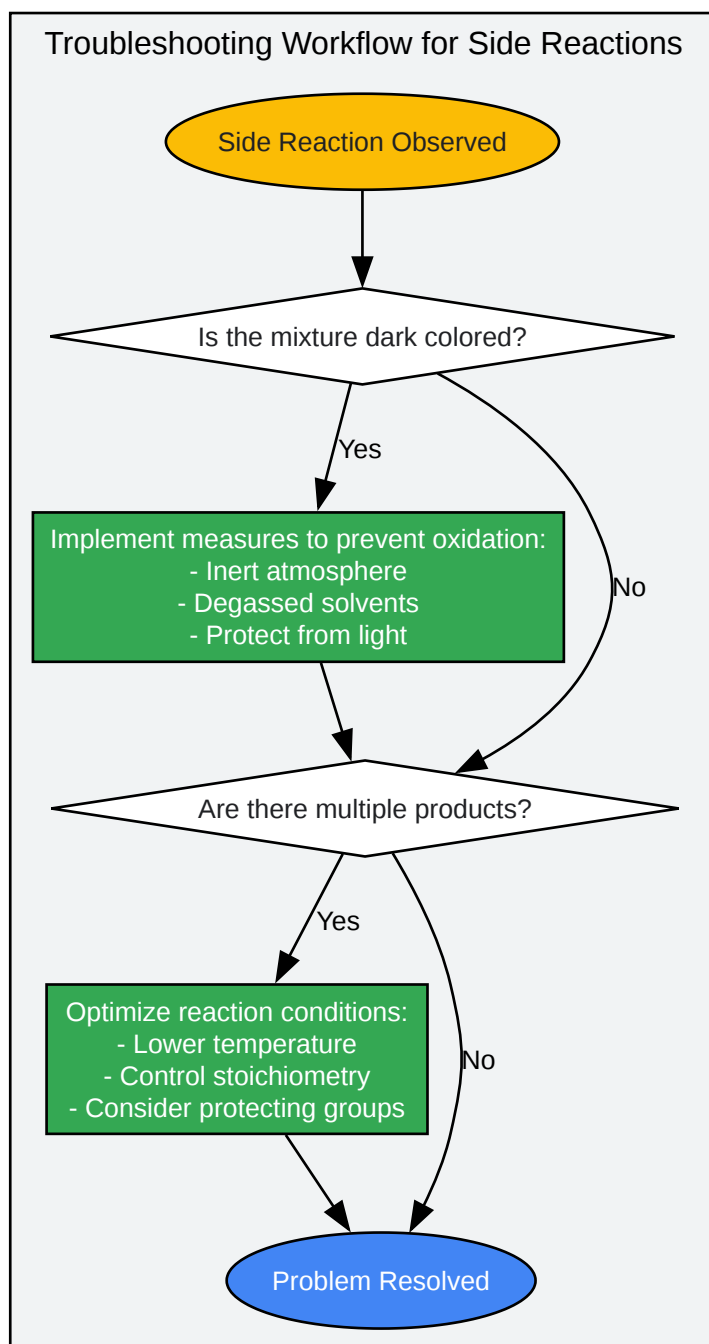 Troubleshooting Workflow for Side Reactions
Side Reaction Observed
Is the mixture dark colored?
Yes
Implement measures to prevent oxidation:
- Inert atmosphere
- Degassed solvents
- Protect from light
No
Are there multiple products?
Yes
Optimize reaction conditions:
- Lower temperature
- Control stoichiometry
- Consider protecting groups
No
Problem Resolved